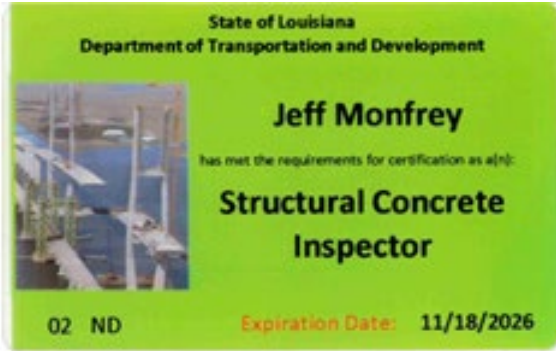 State of Louisiana
Department of Transportation and Development
Jeff Monfrey
has met the requirements for certification as a(n):
Structural Concrete
Inspector
02 ND
Expiration Date: 11/18/2026